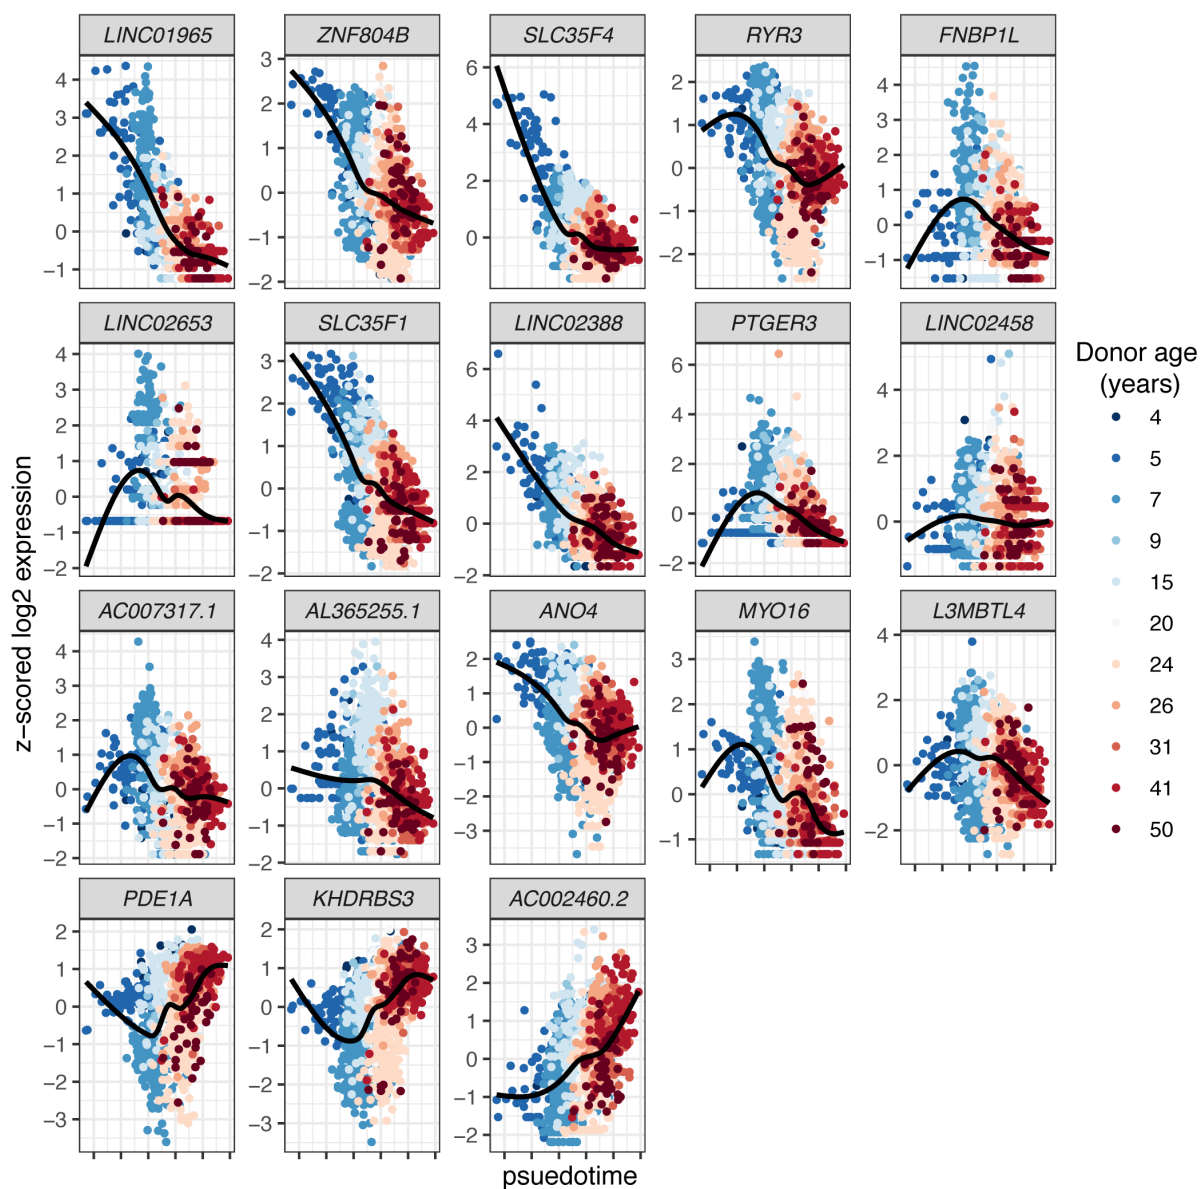 LINC01965 ZNF804B SLC35F4 RYR3 FNBP1L
4 3 2 1 0 −1
3 2 1 0 −1 −2
6 4 2 0
2 1 0 −1 −2
4 3 2 1 0 −1
LINC02653 SLC35F1 LINC02388 PTGER3 LINC02458
4 3 2 1 0 −1 −2
3 2 1 0 −1 −2
6 4 2 0 −2
6 4 2 0 −2
4 2 0
AC007317.1 AL365255.1 ANO4 MYO16 L3MBTL4
4 3 2 1 0 −1 −2
4 3 2 1 0 −1 −2
2 1 0 −1 −2 −3
3 2 1 0 −1
4 2 0 −2
PDE1A KHDRBS3 AC002460.2
2 1 0 −1 −2 −3
2 1 0 −1 −2 −3
3 2 1 0 −1 −2
z-scored log2 expression
psuedotime
Donor age
(years)
4
5
7
9
15
20
24
26
31
41
50